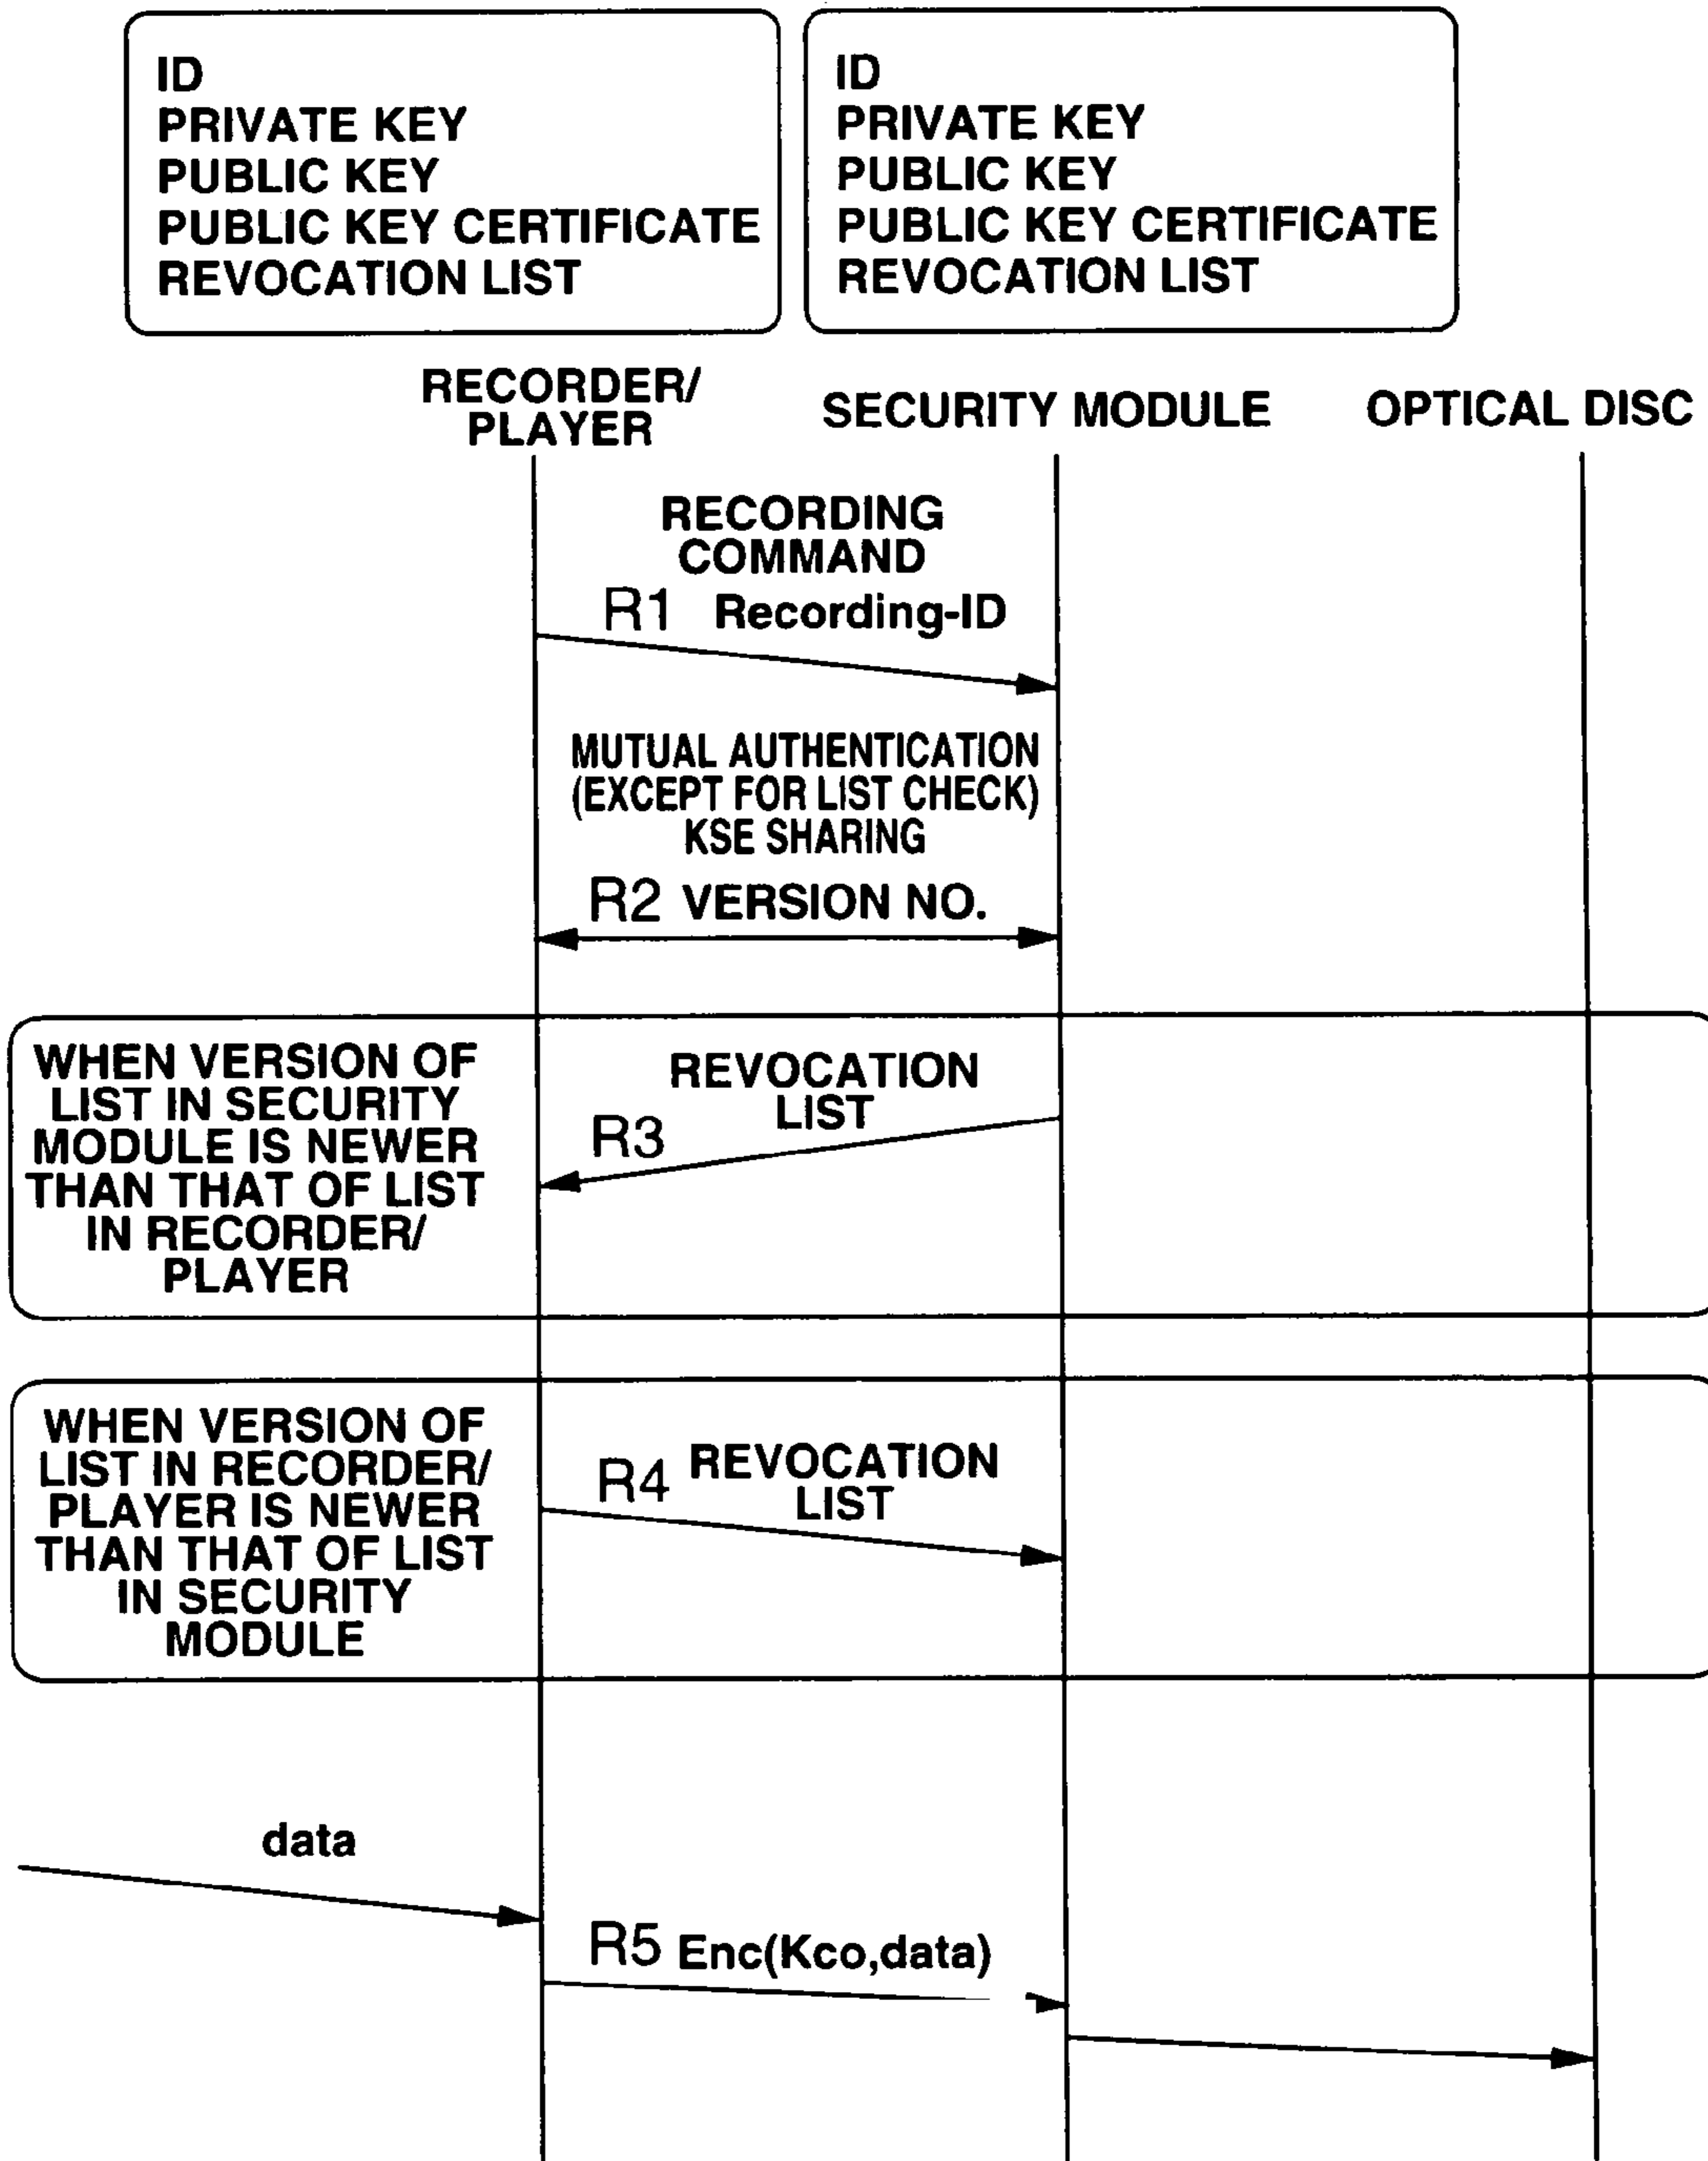 ID
PRIVATE KEY
PUBLIC KEY
PUBLIC KEY CERTIFICATE
REVOCATION LIST
ID
PRIVATE KEY
PUBLIC KEY
PUBLIC KEY CERTIFICATE
REVOCATION LIST
RECORDER/
PLAYER
SECURITY MODULE
OPTICAL DISC
RECORDING
COMMAND
R1 Recording-ID
MUTUAL AUTHENTICATION
(EXCEPT FOR LIST CHECK)
KSE SHARING
R2 VERSION NO.
WHEN VERSION OF
LIST IN SECURITY
MODULE IS NEWER
THAN THAT OF LIST
IN RECORDER/
PLAYER
REVOCATION
LIST
R3
WHEN VERSION OF
LIST IN RECORDER/
PLAYER IS NEWER
THAN THAT OF LIST
IN SECURITY
MODULE
R4 REVOCATION
LIST
data
R5 Enc(Kco,data)